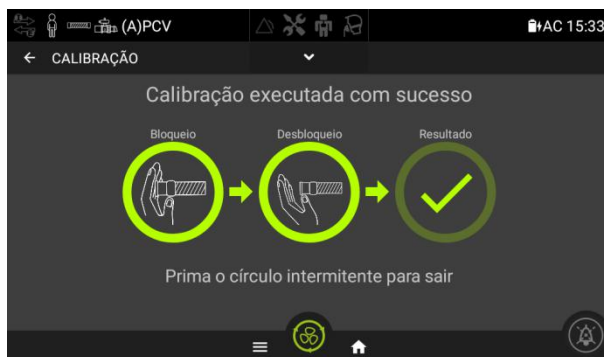 (A)PCV
AC 15:33
CALIBRAÇÃO
Calibração executada com sucesso
Bloqueio
Desbloqueio
Resultado
Prima o círculo intermitente para sair